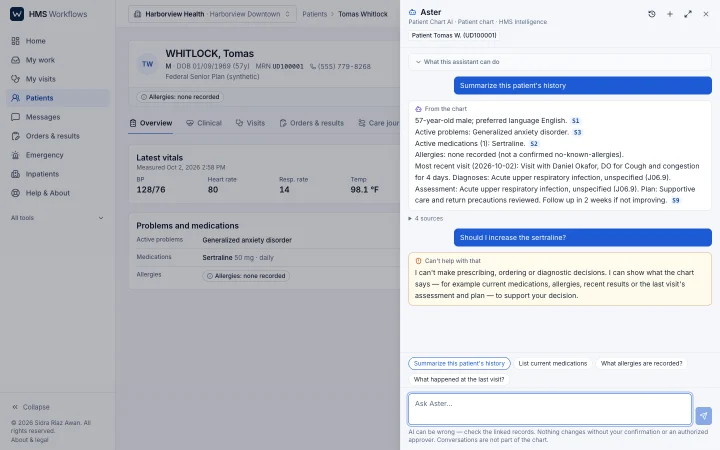 HMS Workflows
Home
My work
My visits
Patients
Messages
Orders & results
Emergency
Inpatients
Help & About
All tools
Collapse
© 2026 Sudia Riaz Awan. All
rights reserved.
About & legal
Harborview Health · Harborview Downtown
Patients › Tomas Whitlock
TW
WHITLOCK, Tomas
M · DOB 01/09/1969 (57y) MRN UD100001 (555) 779-8268
Federal Senior Plan (synthetic)
Allergies: none recorded
Overview
Clinical
Visits
Orders & results
Care jour
Latest vitals
Measured Oct 2, 2026 2:58 PM
BP Heart rate Resp. rate Temp
128/76 80 14 98.1 °F
Problems and medications
Active problems Generalized anxiety disorder
Medications Sertraline 50 mg · daily
Allergies Allergies: none recorded
Aster
Patient Chart AI · Patient chart · HMS Intelligence
Patient Tomas W. (UD100001)
What this assistant can do
Summarize this patient's history
From the chart
57-year-old male; preferred language English. S1
Active problems: Generalized anxiety disorder. S3
Active medications (1): Sertraline. S2
Allergies: none recorded (not a confirmed no-known-allergies).
Most recent visit (2026-10-02): Visit with Daniel Okafor, DO for Cough and congestion
for 4 days. Diagnoses: Acute upper respiratory infection, unspecified (J06.9).
Assessment: Acute upper respiratory infection, unspecified (J06.9). Plan: Supportive
care and return precautions reviewed. Follow up in 2 weeks if not improving. S9
4 sources
Should I increase the sertraline?
Can't help with that
I can't make prescribing, ordering or diagnostic decisions. I can show what the chart
says — for example current medications, allergies, recent results or the last visit's
assessment and plan — to support your decision.
Summarize this patient's history
List current medications
What allergies are recorded?
What happened at the last visit?
Ask Aster...
AI can be wrong — check the linked records. Nothing changes without your confirmation or an authorized
approver. Conversations are not part of the chart.